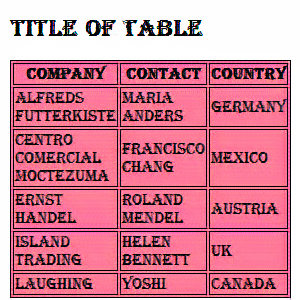 TITLE OF TABLE
COMPANY CONTACT COUNTRY
ALFREDS MARIA GERMANY
FUTTERKISTE ANDERS
CENTRO FRANCISCO MEXICO
COMERCIAL CHANG
MOCTEZUMA
ERNST ROLAND AUSTRIA
HANDEL MENDEL
ISLAND HELEN UK
TRADING BENNETT
LAUGHING YOSHI CANADA